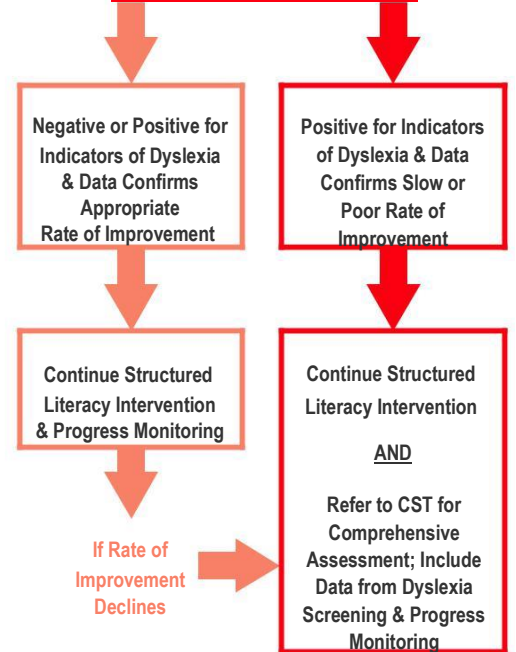 Negative or Positive for
Indicators of Dyslexia
& Data Confirms
Appropriate
Rate of Improvement
Positive for Indicators
of Dyslexia & Data
Confirms Slow or
Poor Rate of
Improvement
Continue Structured
Literacy Intervention
& Progress Monitoring
Continue Structured
Literacy Intervention
AND
Refer to CST for
Comprehensive
Assessment; Include
Data from Dyslexia
Screening & Progress
Monitoring
If Rate of
Improvement
Declines